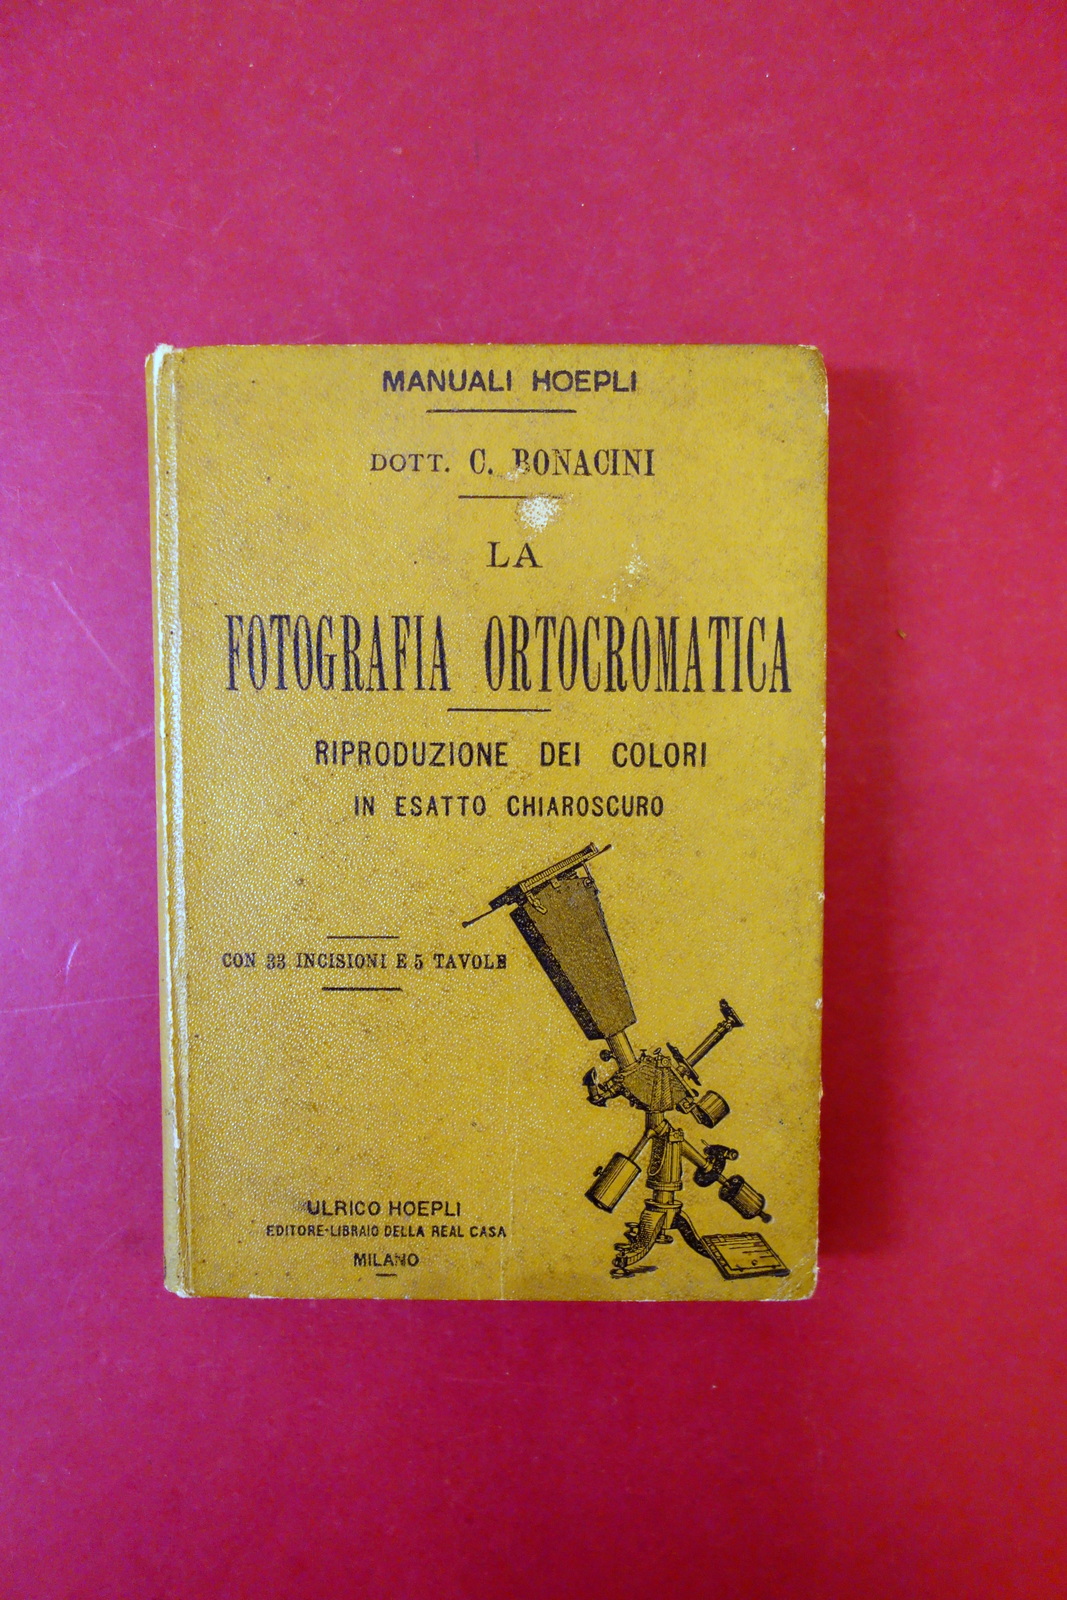 MANUALI HOEPLI
DOTT. C. BONACINI
LA
FOTOGRAFIA ORTOCROMATICA
RIPRODUZIONE DEI COLORI
IN ESATTO CHIAROSCURO
CON 33 INCISIONI E 5 TAVOLE
ULRICO HOEPLI
EDITORE-LIBRAIO DELLA REAL CASA
MILANO